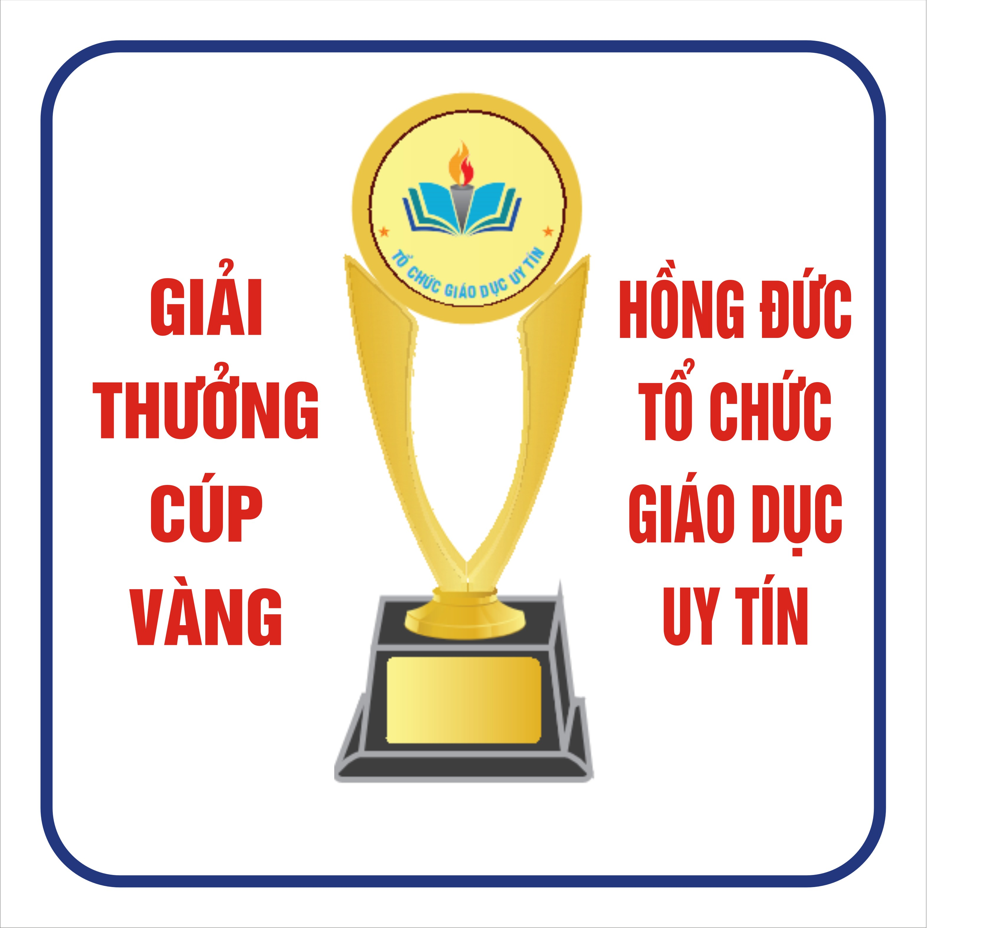 GIẢI
THƯỞNG
CÚP
VÀNG
TỔ CHỨC GIÁO DỤC UY TÍN
HỒNG ĐỨC
TỔ CHỨC
GIÁO DỤC
UY TÍN